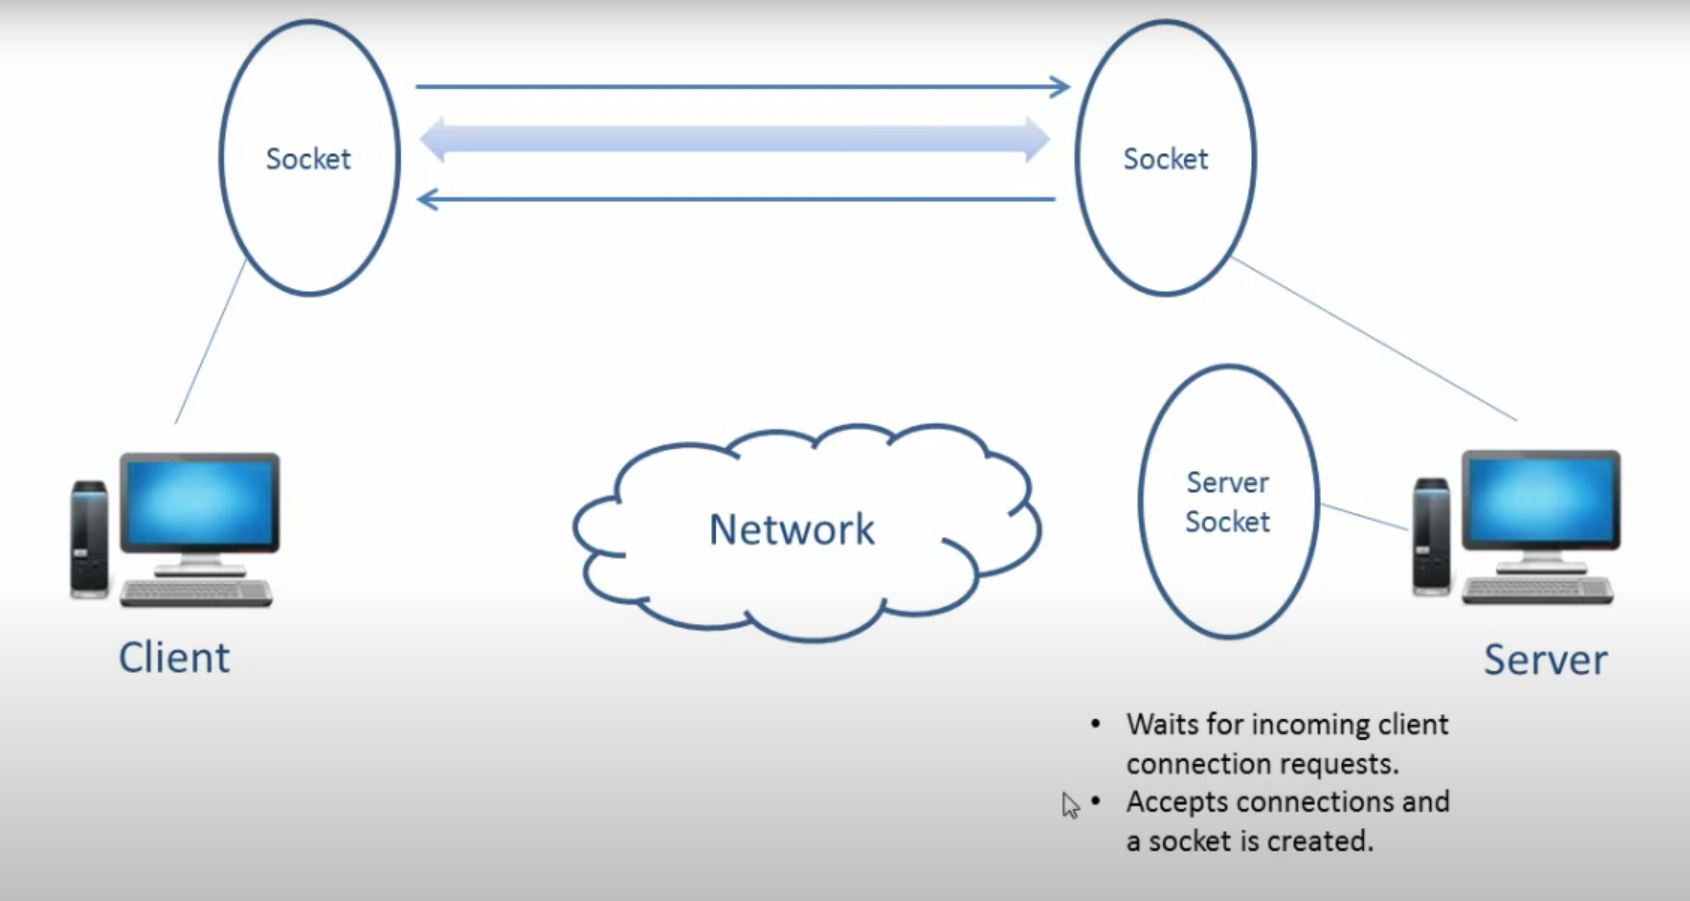 Socket
Socket
Network
Server
Socket
Client
Server
• Waits for incoming client
connection requests.
• Accepts connections and
a socket is created.